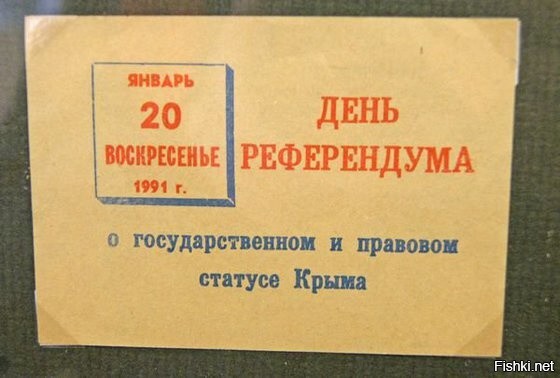 ЯНВАРЬ
20
ВОСКРЕСЕНЬЕ
1991 г.
ДЕНЬ
РЕФЕРЕНДУМА
о государственном и правовом
статусе Крыма
Fishki.net